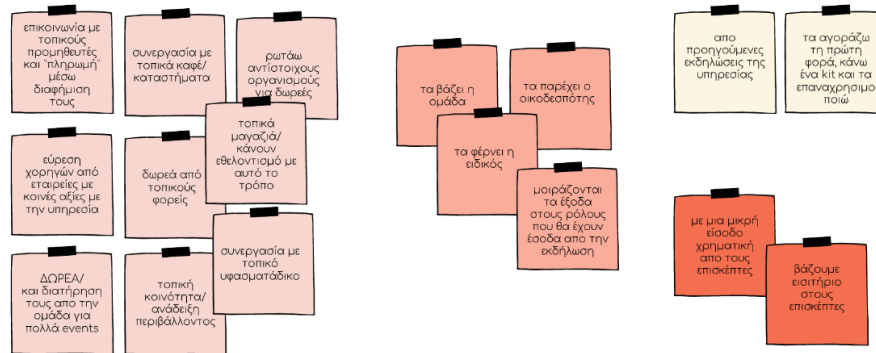 επικοινωνία με
τοπικούς
προμηθευτές
και "πληρωμή"
μέσω
διαφήμιση
τους
συνεργασία με
τοπικά καφέ/
καταστήματα
ρωτάω
αντίστοιχους
οργανισμούς
για δωρεές
τοπικά
μαγαζιά/
κάνουν
εθελοντισμό με
αυτό το
τρόπο
εύρεση
χορηγών από
εταιρείες με
κοινές αξίες με
την υπηρεσία
δωρεά από
τοπικούς
φορείς
συνεργασία με
τοπικό
υφασματάδικο
ΔΩΡΕΑ/
και διατήρηση
τους απο την
ομάδα για
πολλά events
τοπική
κοινότητα/
ανάδειξη
περιβάλλοντος
τα βάζει η
ομάδα
τα παρέχει ο
οικοδεσπότης
τα φέρνει η
ειδικός
μοιράζονται
τα έξοδα
στους ρόλους
που θα έχουν
έσοδα απο την
εκδήλωση
απο
προηγούμενες
εκδηλώσεις της
υπηρεσίας
τα αγοράζω
τη πρώτη
φορά, κάνω
ένα kit και τα
επαναχρησιμο
ποιώ
με μια μικρή
είσοδο
χρηματική
απο τους
επισκέπτες
βάζουμε
εισιτήριο
στους
επισκέπτες